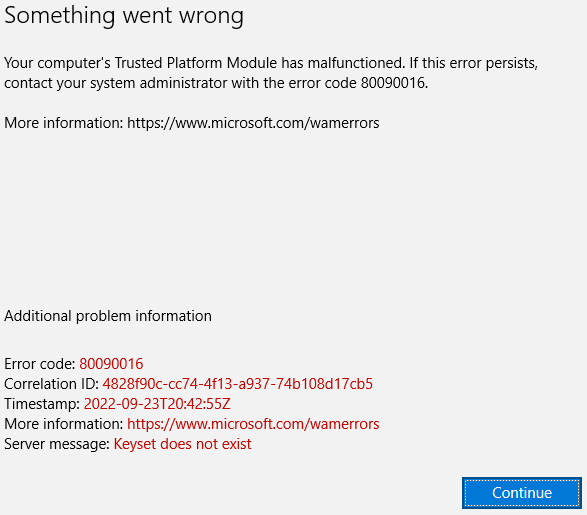 Something went wrong
Your computer's Trusted Platform Module has malfunctioned. If this error persists,
contact your system administrator with the error code 80090016.
More information: https://www.microsoft.com/wamerrors
Additional problem information
Error code: 80090016
Correlation ID: 4828f90c-cc74-4f13-a937-74b108d17cb5
Timestamp: 2022-09-23T20:42:55Z
More information: https://www.microsoft.com/wamerrors
Server message: Keyset does not exist
Continue